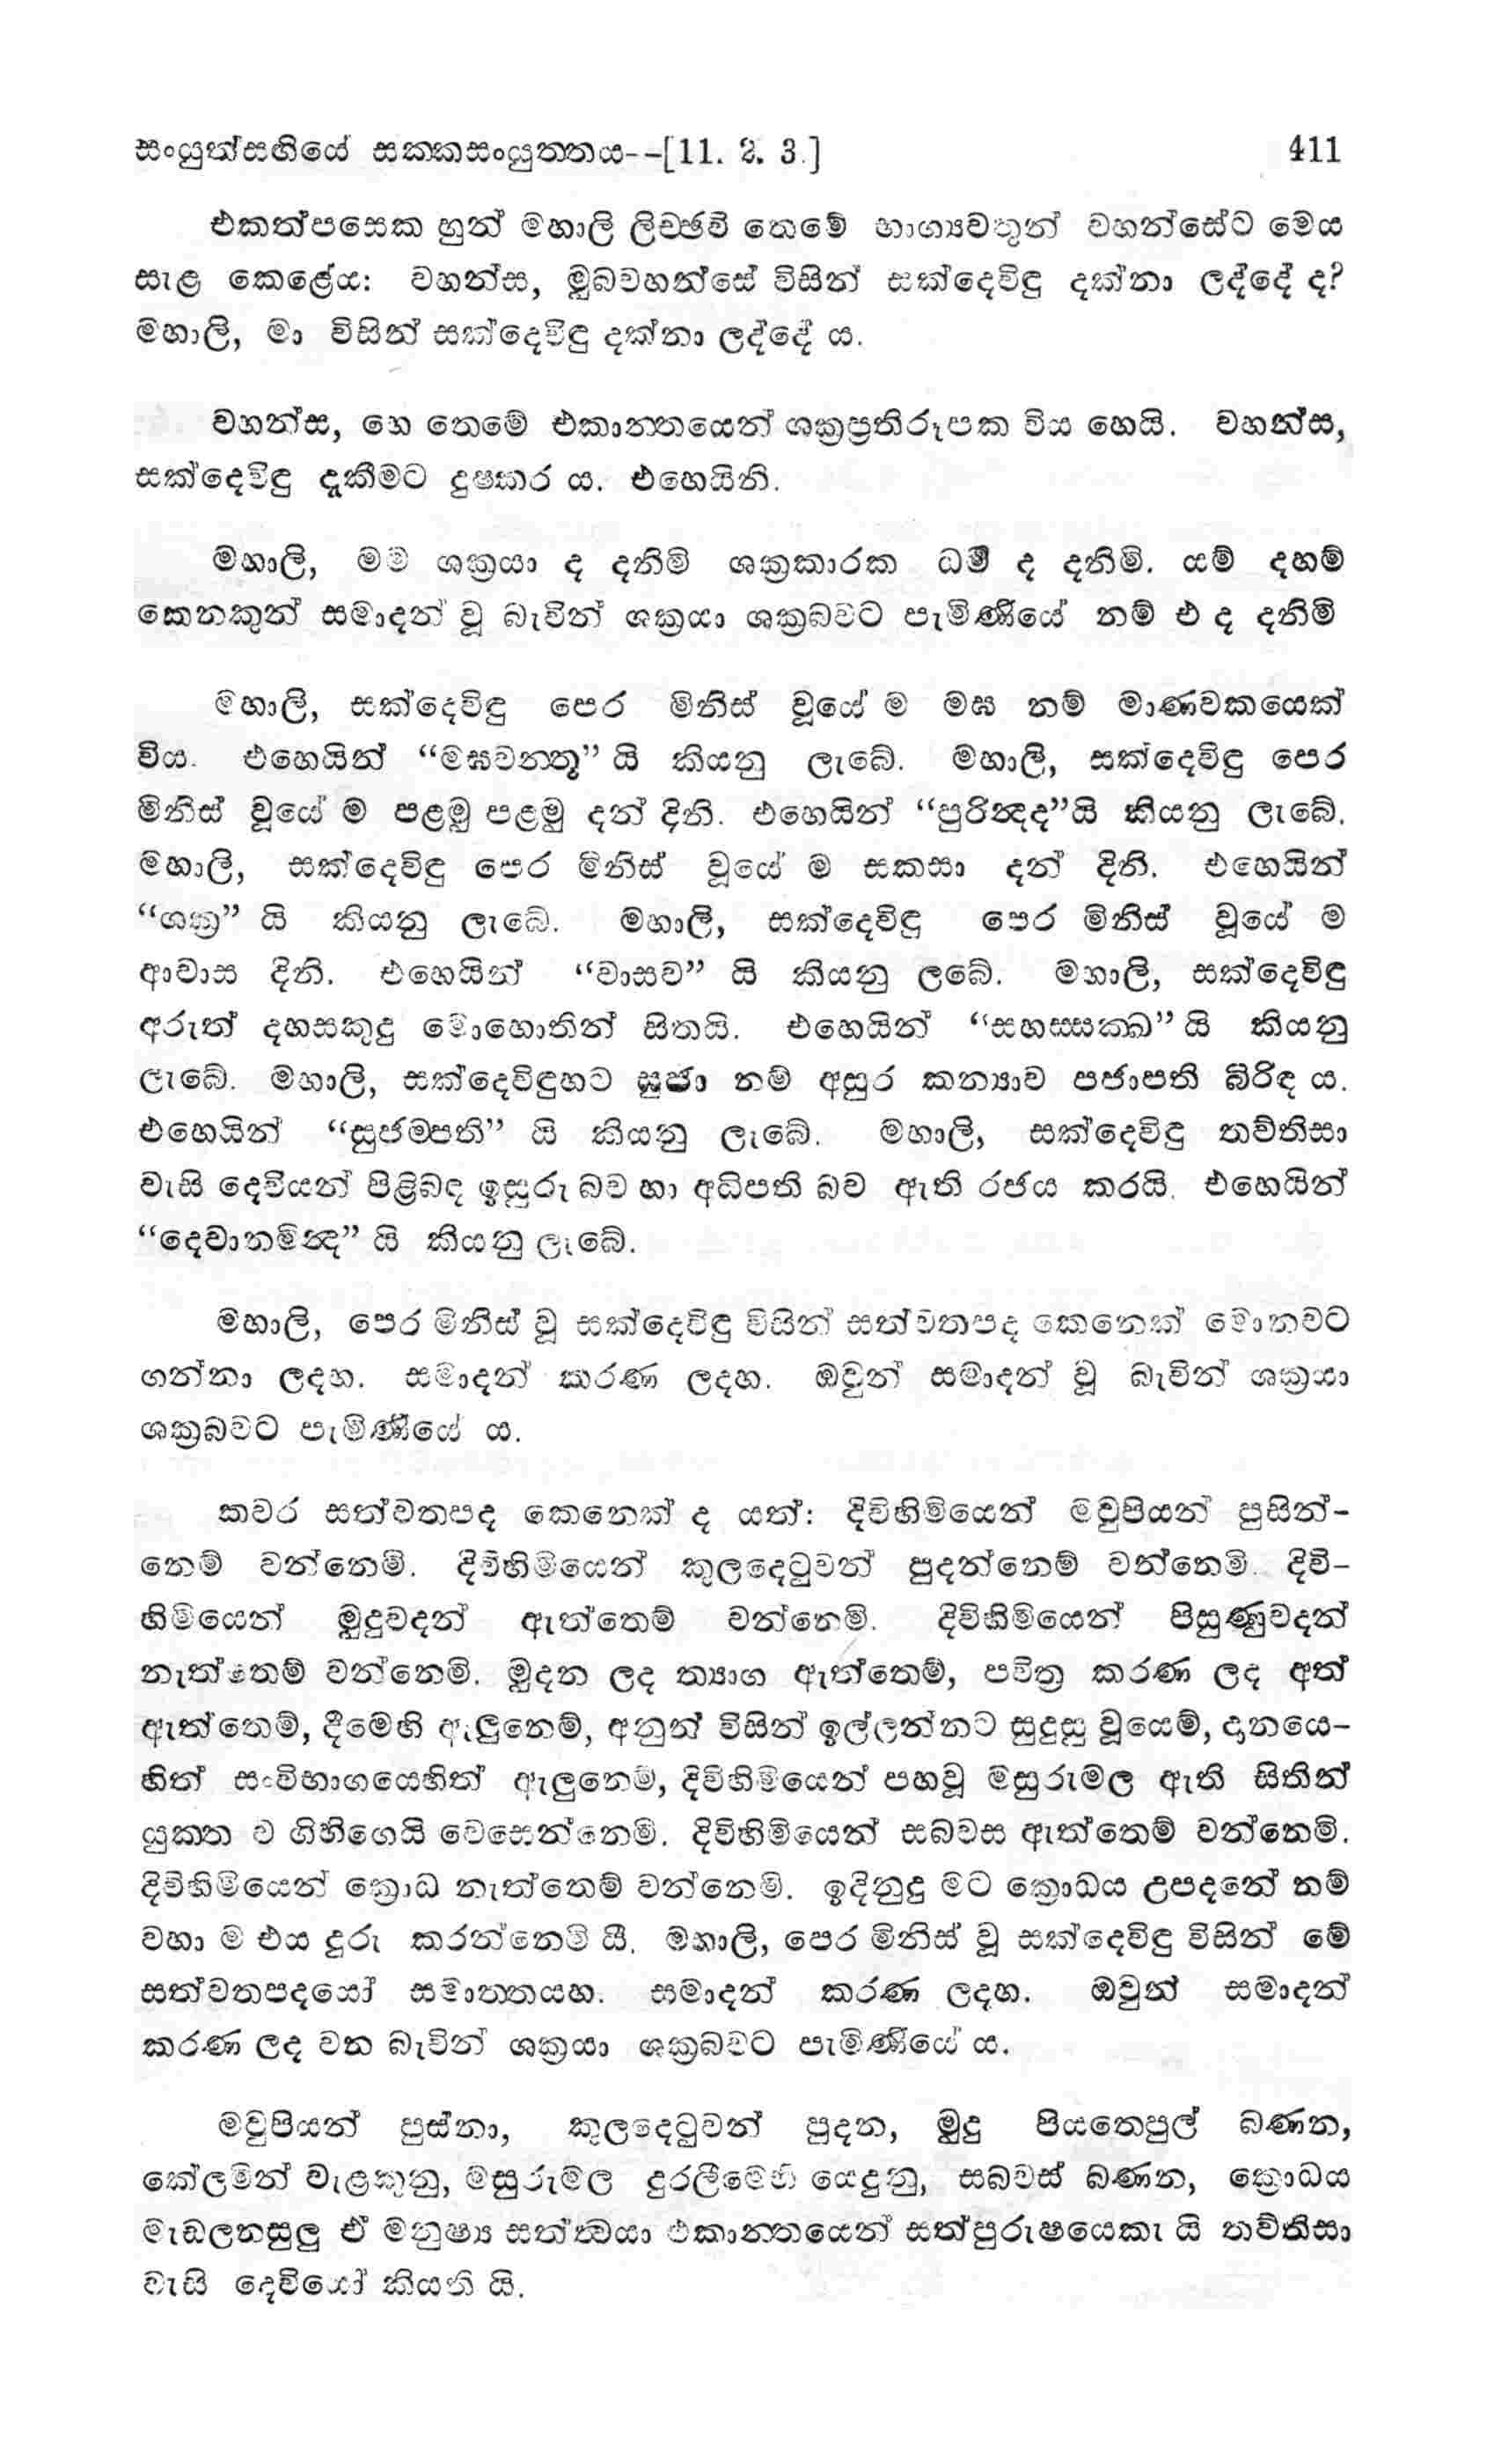 සංයුත්සඟියේ සක්කසංයුත්තය--[11. 2. 3.] 411
එකත්පසෙක හුන් මහාලි ලිච්ඡවි තෙමේ භාග්‍යවතුන් වහන්සේට මෙය
සැළ කෙළේය: වහන්ස, මුබවහන්සේ විසින් සක්දෙවිඳු දක්නා ලද්දේ ද?
මහාලි, මා විසින් සක්දෙවිඳු දක්නා ලද්දේ ය.
වහන්ස, හෙ තෙමේ එකාන්තයෙන් ශක්‍රප්‍රතිරූපක විය හෙයි. වහන්ස,
සක්දෙවිඳු දැකීමට දුෂ්කර ය. එහෙයිනි.
මහාලි, මම ශක්‍රයා ද දනිමි ශක්‍රකාරක ධර්‍ම ද දනිමි. යම් දහම්
කෙනකුන් සමාදන් වූ බැවින් ශක්‍රයා ශක්‍රබවට පැමිණියේ නම් එ ද දනිමි
මහාලි, සක්දෙවිඳු පෙර මිනිස් වූයේ ම මඝ නම් මාණවකයෙක්
විය. එහෙයින් “මඝවන්තු” යි කියනු ලැබේ. මහාලි, සක්දෙවිඳු පෙර
මිනිස් වූයේ ම පළමු පළමු දන් දිනි. එහෙයින් “පුරින්‍දද”යි කියනු ලැබේ.
මහාලි, සක්දෙවිඳු පෙර මිනිස් වූයේ ම සකසා දන් දිනි. එහෙයින්
“ශක්‍ර” යි කියනු ලැබේ. මහාලි, සක්දෙවිඳු පෙර මිනිස් වූයේ ම
ආවාස දිනි. එහෙයින් “වාසව” යි කියනු ලබේ. මහාලි, සක්දෙවිඳු
අරුත් දහසකුදු මොහොතින් සිතයි. එහෙයින් “සහස්සක්ඛ” යි කියනු
ලැබේ. මහාලි, සක්දෙවිඳුහට සුජා නම් අසුර කන්‍යාව පජාපති බිරිඳ ය.
එහෙයින් “සුජම්පති” යි කියනු ලැබේ. මහාලි, සක්දෙවිඳු තව්තිසා
වැසි දෙවියන් පිළිබඳ ඉසුරු බව හා අධිපති බව ඇති රජය කරයි. එහෙයින්
“දෙවානමින්‍ද” යි කියනු ලැබේ.
මහාලි, පෙර මිනිස් වූ සක්දෙවිඳු විසින් සත්වතපද කෙනෙක් මොනවට
ගන්නා ලදහ. සමාදන් කරණ ලදහ. ඔවුන් සමාදන් වූ බැවින් ශක්‍රයා
ශක්‍රබවට පැමිණියේ ය.
කවර සත්වතපද කෙනෙක් ද යත්: දිවිහිමියෙන් මවුපියන් පුසින්-
නෙම් වන්නෙමි. දිවිහිමියෙන් කුලදෙටුවන් පුදන්නෙම් වන්නෙමි. දිවි-
හිමියෙන් මුදුවදන් ඇත්තෙම් වන්නෙමි. දිවිහිමියෙන් පිසුණුවදන්
නැත්තෙම් වන්නෙමි. මුදන ලද ත්‍යාග ඇත්තෙම්, පවිත්‍ර කරණ ලද අත්
ඇත්තෙම්, දීමෙහි ඇලුනෙම්, අනුන් විසින් ඉල්ලන්නට සුදුසු වූයෙම්, දානයෙ-
හිත් සංවිභාගයෙහිත් ඇලුනෙම්, දිවිහිමියෙන් පහවූ මසුරුමල ඇති සිතින්
යුක්ත ව ගිහිගෙයි වෙසෙන්නෙමි. දිවිහිමියෙන් සබවස ඇත්තෙම් වන්නෙමි.
දිවිහිමියෙන් ක්‍රොධ නැත්තෙම් වන්නෙමි. ඉදිනුදු මට ක්‍රොධය උපදනේ නම්
වහා ම එය දුරු කරන්නෙමි යී. මහාලි, පෙර මිනිස් වූ සක්දෙවිඳු විසින් මේ
සත්වතපදයෝ සමාත්තයහ. සමාදන් කරණ ලදහ. ඔවුන් සමාදන්
කරණ ලද වන බැවින් ශක්‍රයා ශක්‍රබවට පැමිණියේ ය.
මවුපියන් පුස්නා, කුලදෙටුවන් පුදන, මුදු පියතෙපුල් බණන,
කේලමින් වැළකුනු, මසුරුමල දුරලීමෙහි යෙදුනු, සබවස් බණන, ක්‍රොධය
මැඩලනසුලු ඒ මනුෂ්‍ය සත්ත්‍වයා එකාන්තයෙන් සත්පුරුෂයෙකැ යි තව්තිසා
වැසි දෙවියෝ කියති යි.